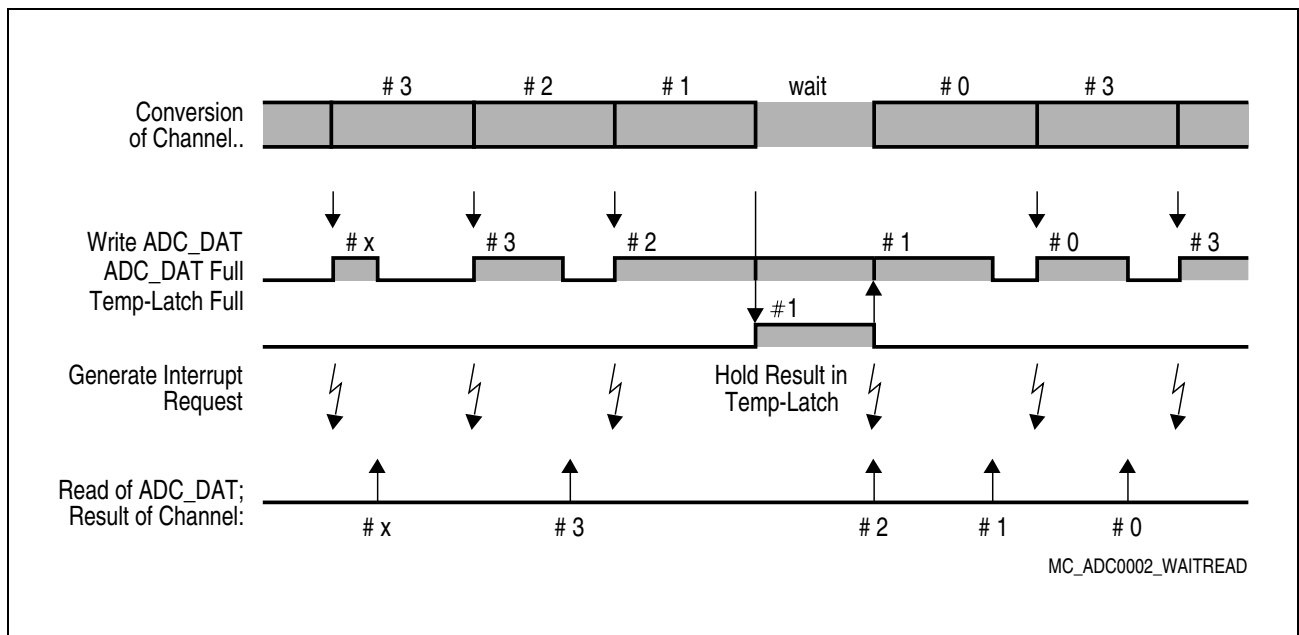 # 3 # 2 # 1 wait # 0 # 3
Conversion
of Channel..
Write ADC_DAT
# x # 3 # 2 # 1 # 0 # 3
ADC_DAT Full
Temp-Latch Full
#1
Generate Interrupt
Request
Hold Result in
Temp-Latch
Read of ADC_DAT;
Result of Channel:
# x # 3 # 2 # 1 # 0
MC_ADC0002_WAITREAD